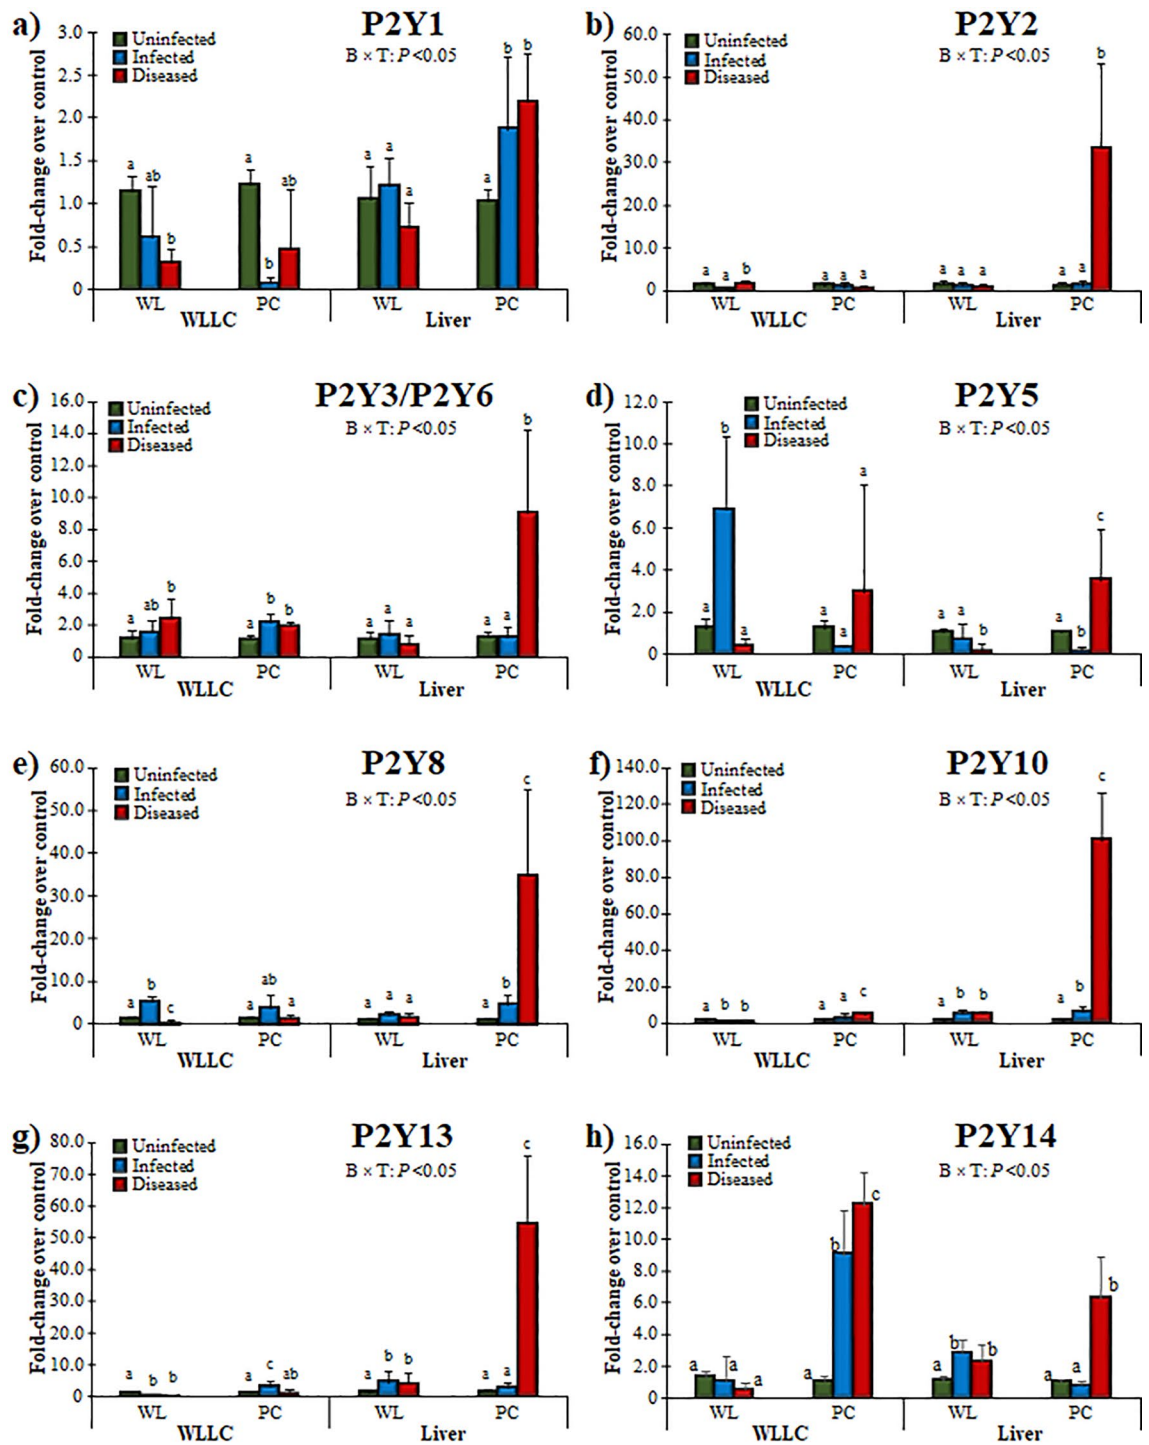 a) P2Y1
B × T: P<0.05
Uninfected
Infected
Diseased
Fold-change over control
3.0
2.5
2.0
1.5
1.0
0.5
0
a ab b a b ab a a a a b b
WL PC WL PC
WLLC Liver
b) P2Y2
B × T: P<0.05
Uninfected
Infected
Diseased
Fold-change over control
60.0
50.0
40.0
30.0
20.0
10.0
0
a a b a a a a a a a a b
WL PC WL PC
WLLC Liver
c) P2Y3/P2Y6
B × T: P<0.05
Uninfected
Infected
Diseased
Fold-change over control
16.0
14.0
12.0
10.0
8.0
6.0
4.0
2.0
0
a ab b a b b a a a a a b
WL PC WL PC
WLLC Liver
d) P2Y5
B × T: P<0.05
Uninfected
Infected
Diseased
Fold-change over control
12.0
10.0
8.0
6.0
4.0
2.0
0
a b a a a a a a b a b c
WL PC WL PC
WLLC Liver
e) P2Y8
B × T: P<0.05
Uninfected
Infected
Diseased
Fold-change over control
60.0
50.0
40.0
30.0
20.0
10.0
0
a b c a ab a a a a a b c
WL PC WL PC
WLLC Liver
f) P2Y10
B × T: P<0.05
Uninfected
Infected
Diseased
Fold-change over control
140.0
120.0
100.0
80.0
60.0
40.0
20.0
0
a b b a a c a b b a b c
WL PC WL PC
WLLC Liver
g) P2Y13
B × T: P<0.05
Uninfected
Infected
Diseased
Fold-change over control
80.0
70.0
60.0
50.0
40.0
30.0
20.0
10.0
0
a b b a c ab a b b a a c
WL PC WL PC
WLLC Liver
h) P2Y14
B × T: P<0.05
Uninfected
Infected
Diseased
Fold-change over control
16.0
14.0
12.0
10.0
8.0
6.0
4.0
2.0
0
a a a a b c a b b a a b
WL PC WL PC
WLLC Liver